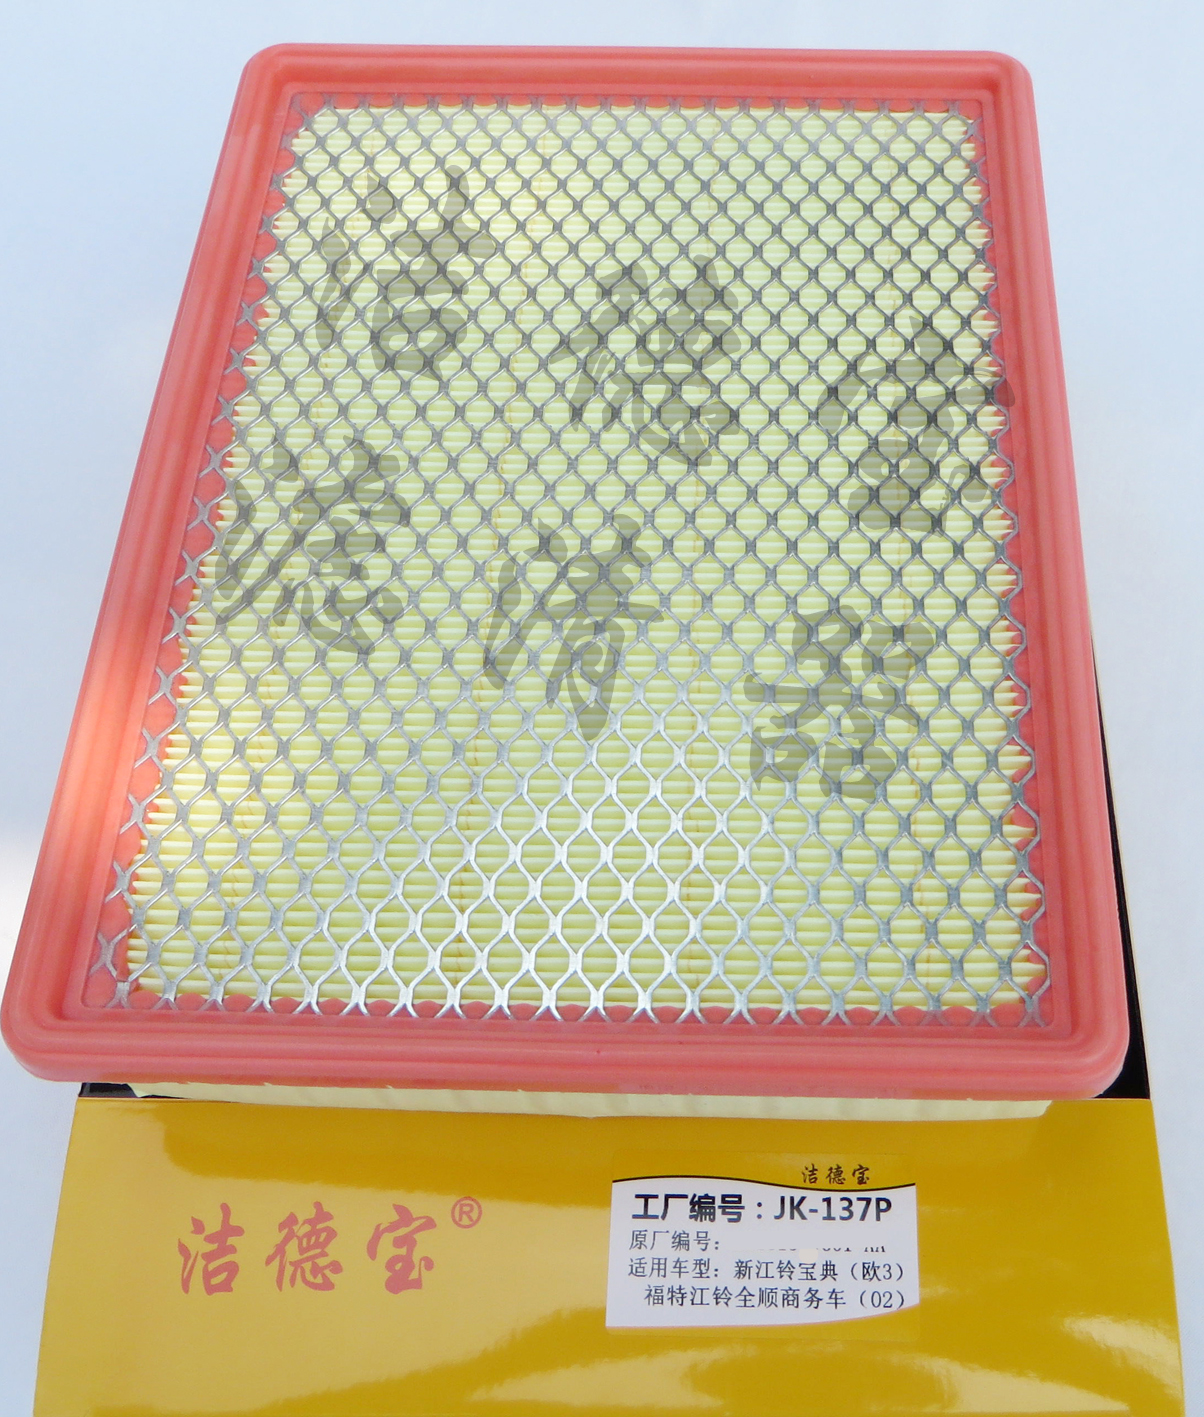 洁德宝
滤清器
洁德宝®
洁德宝
工厂编号：JK-137P
原厂编号：
适用车型：新江铃宝典（欧3）
福特江铃全顺商务车（02）